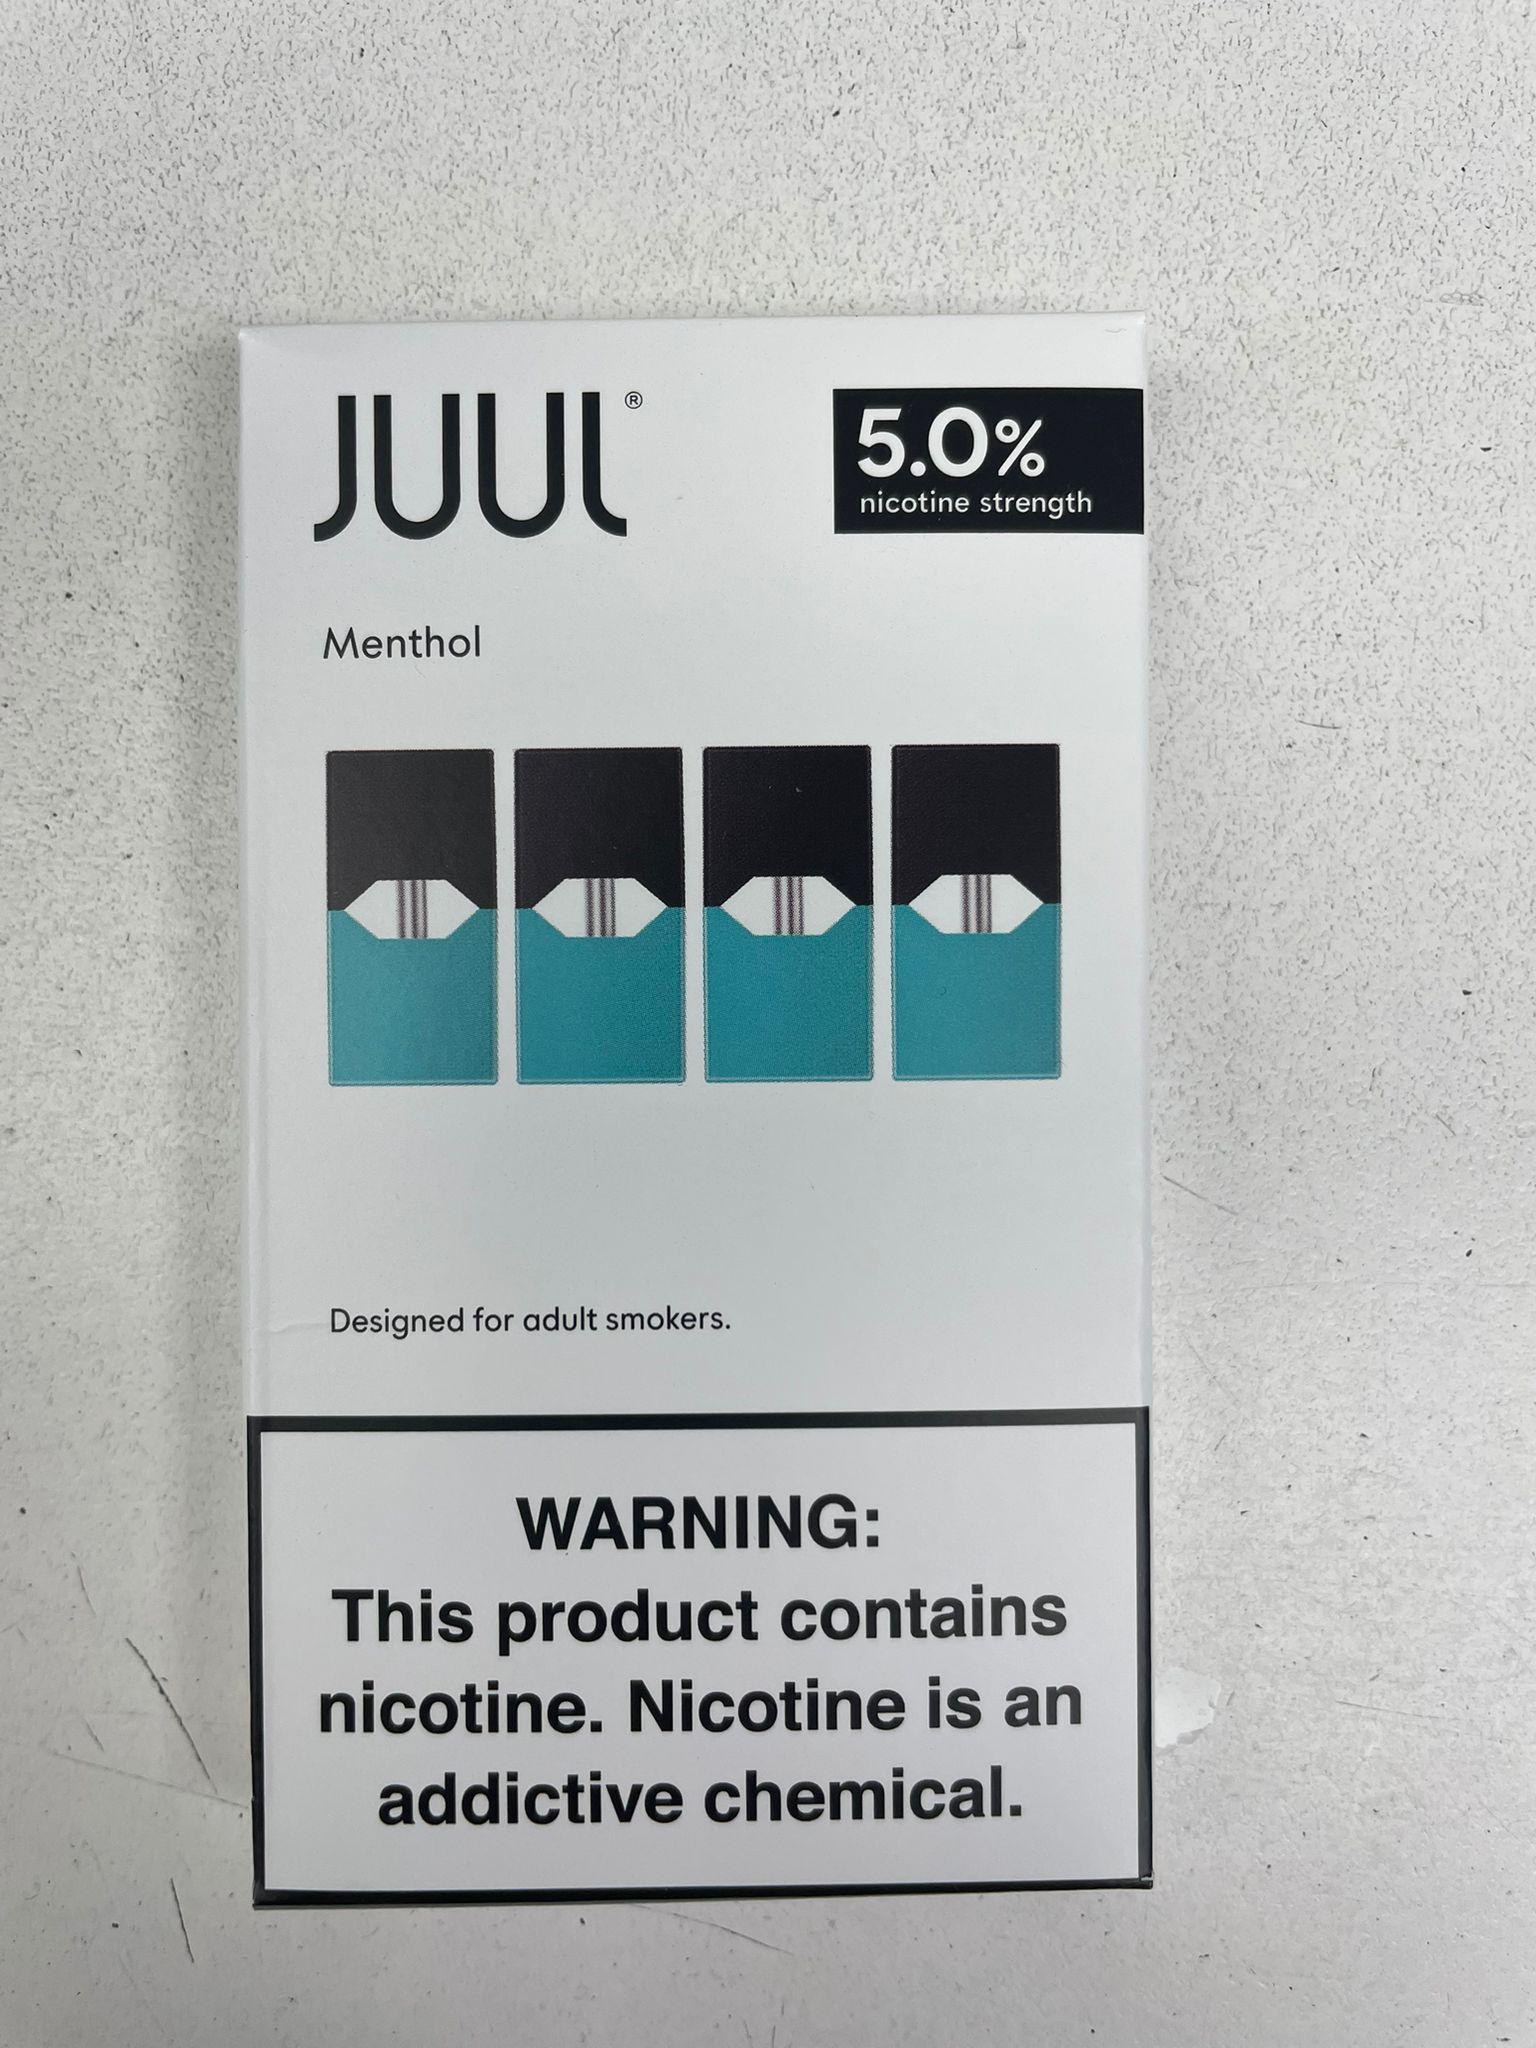 JUUL®
5.0%
nicotine strength
Menthol
Designed for adult smokers.
WARNING:
This product contains
nicotine. Nicotine is an
addictive chemical.